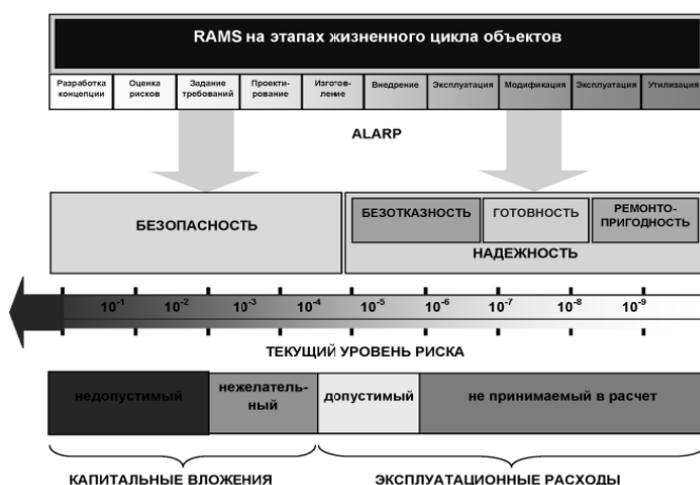 RAMS на этапах жизненного цикла объектов
Разработка концепции
Оценка рисков
Задание требований
Проекти-
рование
Изготов-
ление
Внедрение
Эксплуатация
Модификация
Эксплуатация
Утилизация
ALARP
БЕЗОПАСНОСТЬ
БЕЗОТКАЗНОСТЬ
ГОТОВНОСТЬ
РЕМОНТО-
ПРИГОДНОСТЬ
НАДЕЖНОСТЬ
10⁻¹ 10⁻² 10⁻³ 10⁻⁴ 10⁻⁵ 10⁻⁶ 10⁻⁷ 10⁻⁸ 10⁻⁹
ТЕКУЩИЙ УРОВЕНЬ РИСКА
недопустимый
нежелатель-
ный
допустимый
не принимаемый в расчет
КАПИТАЛЬНЫЕ ВЛОЖЕНИЯ
ЭКСПЛУАТАЦИОННЫЕ РАСХОДЫ